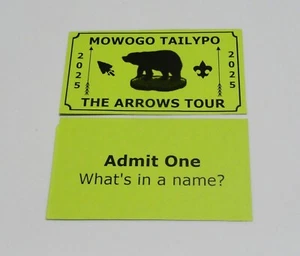 MOWOGO TAILYPO
2025
2025
THE ARROWS TOUR
Admit One
What's in a name?